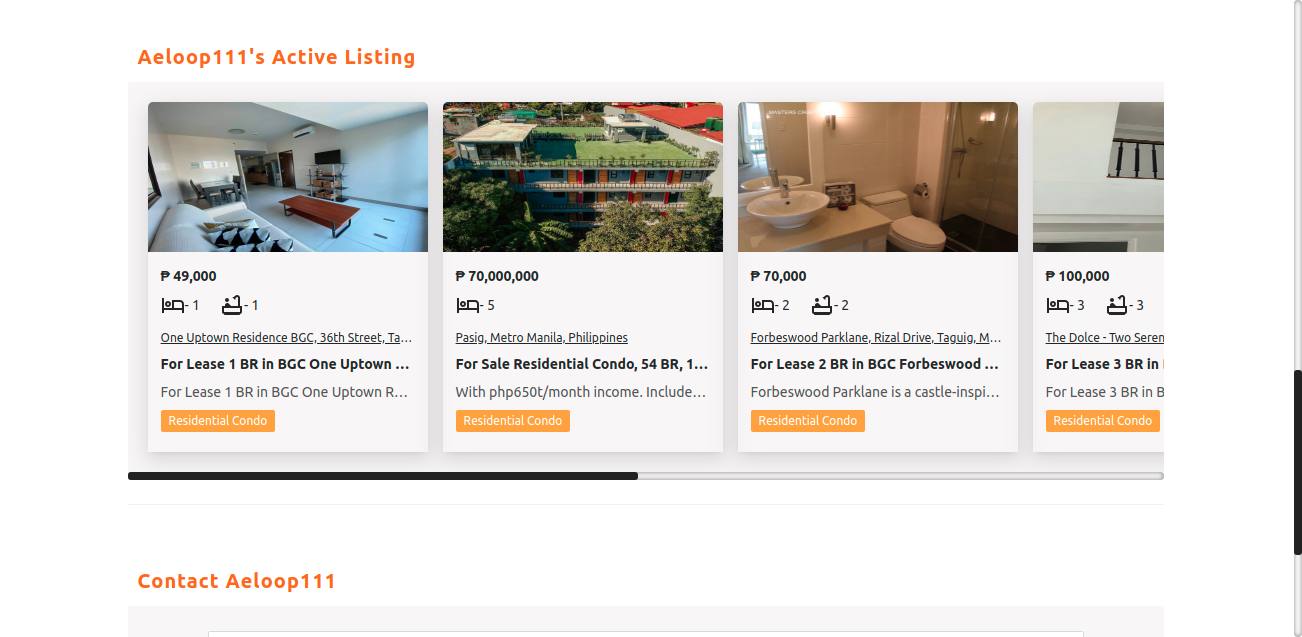 Aeloop111's Active Listing
₱ 49,000
- 1 - 1
One Uptown Residence BGC, 36th Street, Ta...
For Lease 1 BR in BGC One Uptown ...
For Lease 1 BR in BGC One Uptown R...
Residential Condo
₱ 70,000,000
- 5
Pasig, Metro Manila, Philippines
For Sale Residential Condo, 54 BR, 1...
With php650t/month income. Include...
Residential Condo
₱ 70,000
- 2 - 2
Forbeswood Parklane, Rizal Drive, Taguig, M...
For Lease 2 BR in BGC Forbeswood ...
Forbeswood Parklane is a castle-inspi...
Residential Condo
₱ 100,000
- 3 - 3
The Dolce - Two Seren
For Lease 3 BR in
For Lease 3 BR in B
Residential Condo
Contact Aeloop111